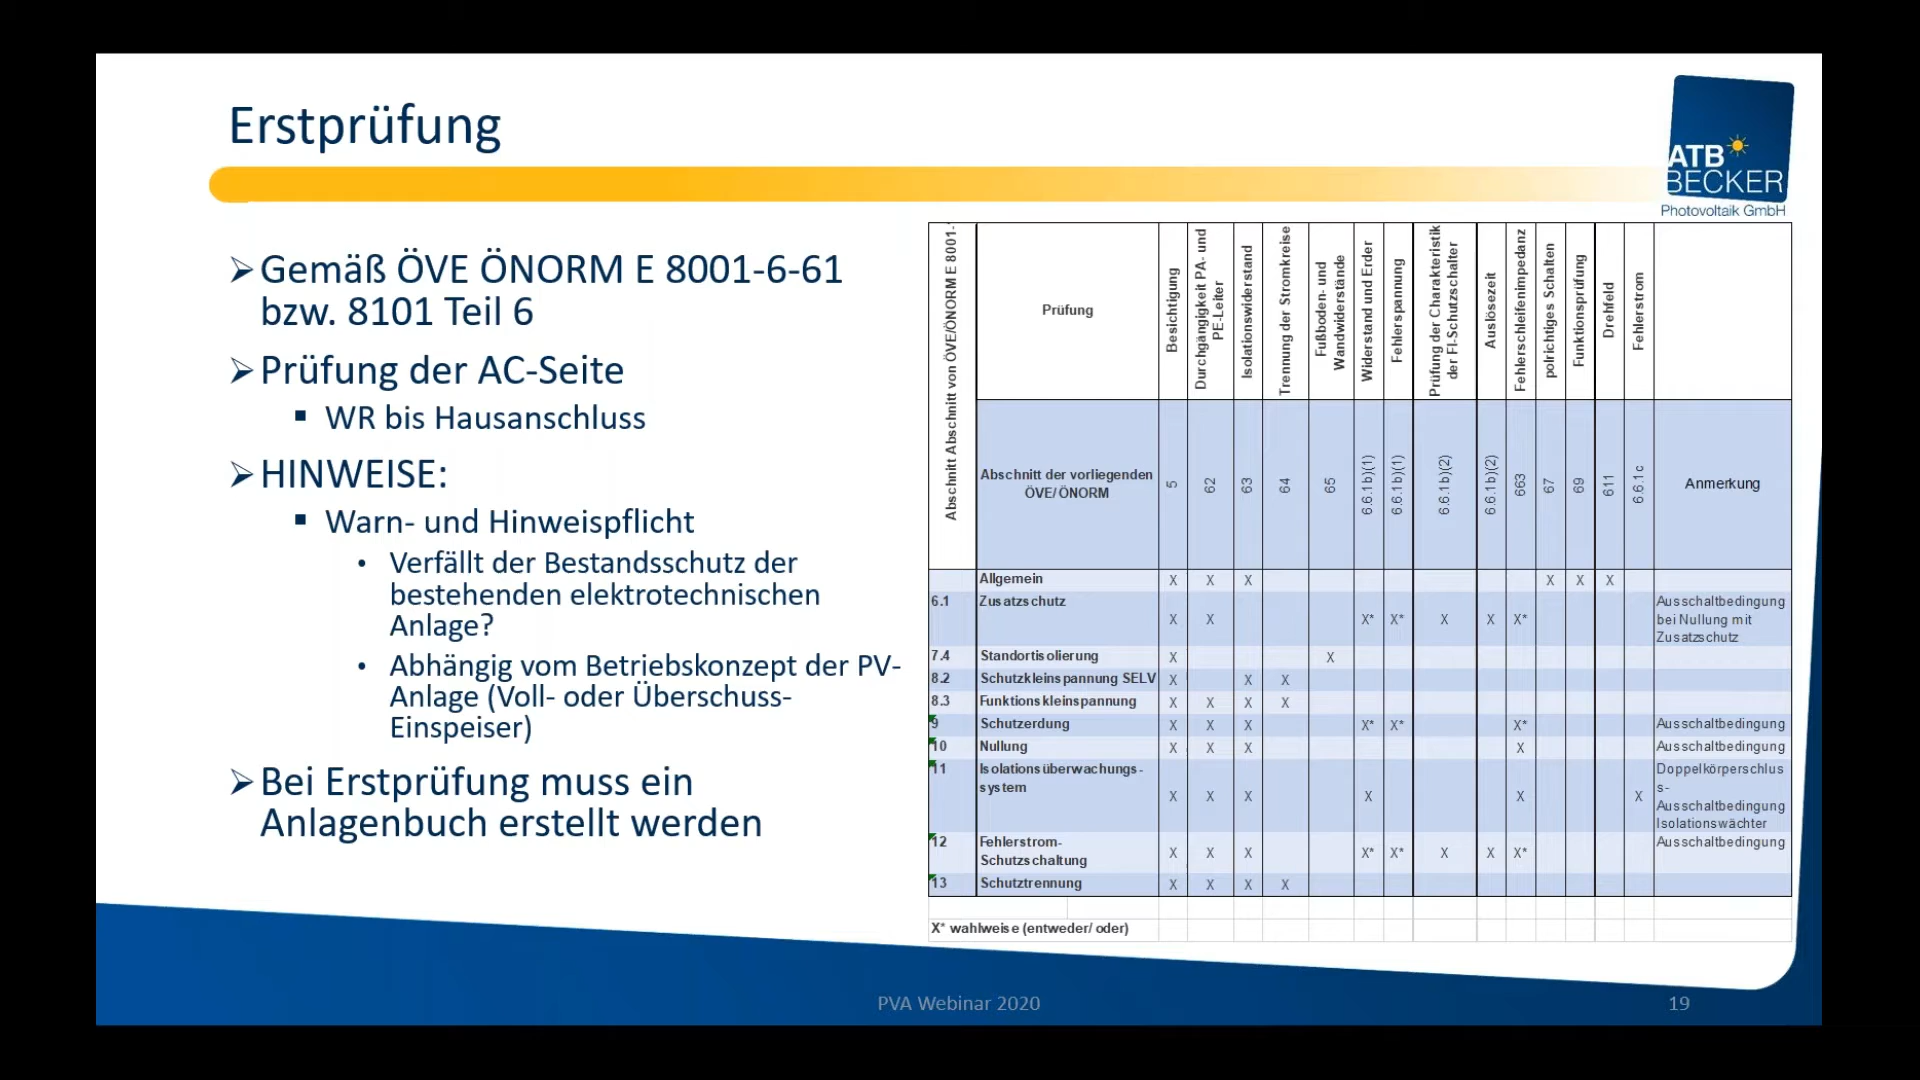 Erstprüfung
ATB
BECKER
Photovoltaik GmbH
➢Gemäß ÖVE ÖNORM E 8001-6-61
bzw. 8101 Teil 6
➢Prüfung der AC-Seite
▪ WR bis Hausanschluss
➢HINWEISE:
▪ Warn- und Hinweispflicht
• Verfällt der Bestandsschutz der
bestehenden elektrotechnischen
Anlage?
• Abhängig vom Betriebskonzept der PV-
Anlage (Voll- oder Überschuss-
Einspeiser)
➢Bei Erstprüfung muss ein
Anlagenbuch erstellt werden
Abschnitt Abschnitt von ÖVE/ÖNORM E 8001-
Prüfung
Besichtigung
Durchgängigkeit PA- und
PE-Leiter
Isolationswiderstand
Trennung der Stromkreise
Fußboden- und
Wandwiderstände
Widerstand und Erder
Fehlerspannung
Prüfung der Charakteristik
der FI-Schutzschalter
Auslösezeit
Fehlerschleifenimpedanz
polrichtiges Schalten
Funktionsprüfung
Drehfeld
Fehlerstrom
Abschnitt der vorliegenden
ÖVE/ ÖNORM
5 62 63 64 65 6.6.1b)(1) 6.6.1b)(1) 6.6.1b)(2) 6.6.1b)(2) 663 67 69 611 6.6.1c Anmerkung
Allgemein X X X X X X
6.1 Zusatzschutz X X X* X* X X X* Ausschaltbedingung
bei Nullung mit
Zusatzschutz
7.4 Standortisolierung X X
8.2 Schutzkleinspannung SELV X X X
8.3 Funktionskleinspannung X X X X
9 Schutzerdung X X X X* X* X* Ausschaltbedingung
10 Nullung X X X X Ausschaltbedingung
11 Isolationsüberwachungs-
system X X X X X X Doppelkörperschlus
s-
Ausschaltbedingung
Isolationswächter
12 Fehlerstrom-
Schutzschaltung X X X X* X* X X X* Ausschaltbedingung
13 Schutztrennung X X X X
X* wahlweise (entweder/ oder)
PVA Webinar 2020
19